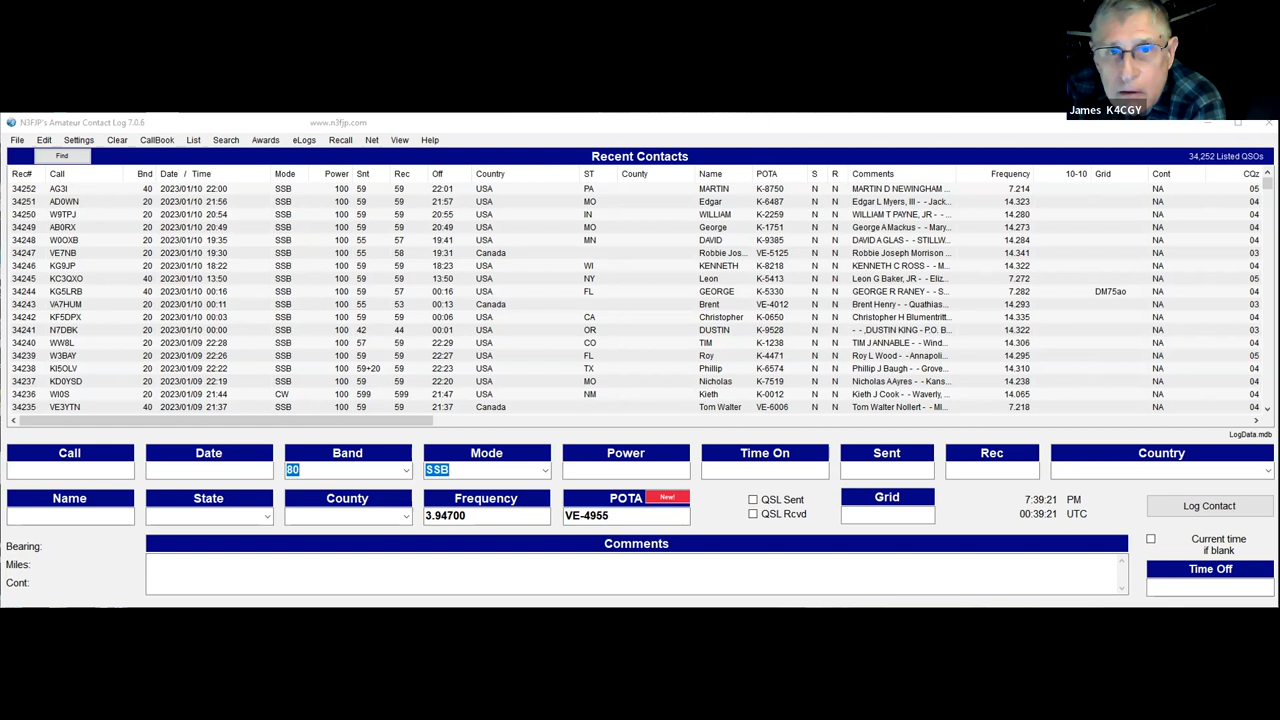 James K4CGY
N3FJP's Amateur Contact Log 7.0.6 www.n3fjp.com
File Edit Settings Clear CallBook List Search Awards eLogs Recall Net View Help
Find Recent Contacts 34,252 Listed QSOs
Rec# Call Bnd Date / Time Mode Power Snt Rec Off Country ST County Name POTA S R Comments Frequency 10-10 Grid Cont CQz
34252 AG3I 40 2023/01/10 22:00 SSB 100 59 59 22:01 USA PA MARTIN K-8750 N N MARTIN D NEWINGHAM ... 7.214 NA 05
34251 AD0WN 20 2023/01/10 21:56 SSB 100 59 59 21:57 USA MO Edgar K-6487 N N Edgar L Myers, III - - Jack... 14.323 NA 04
34250 W9TPJ 20 2023/01/10 20:54 SSB 100 59 59 20:55 USA IN WILLIAM K-2259 N N WILLIAM T PAYNE, JR - - ... 14.280 NA 04
34249 AB0RX 20 2023/01/10 20:49 SSB 100 59 59 20:49 USA MO George K-1751 N N George A Mackus - - Mary... 14.273 NA 04
34248 W0OXB 20 2023/01/10 19:35 SSB 100 55 57 19:41 USA MN DAVID K-9385 N N DAVID A GLAS - - STILLW... 14.284 NA 04
34247 VE7NB 20 2023/01/10 19:30 SSB 100 55 58 19:31 Canada Robbie Jos... VE-5125 N N Robbie Joseph Morrison ... 14.341 NA 03
34246 KG9JP 20 2023/01/10 18:22 SSB 100 59 59 18:23 USA WI KENNETH K-8218 N N KENNETH C ROSS - - M... 14.322 NA 04
34245 KC3QXO 40 2023/01/10 13:50 SSB 100 59 59 13:50 USA NY Leon K-5413 N N Leon G Baker, JR - - Eliz... 7.272 NA 05
34244 KG5LRB 40 2023/01/10 00:16 SSB 100 59 57 00:16 USA FL GEORGE K-5330 N N GEORGE R RANEY - - S... 7.282 DM75ao NA 04
34243 VA7HUM 20 2023/01/10 00:11 SSB 100 55 53 00:13 Canada Brent VE-4012 N N Brent Henry - - Quathias... 14.293 NA 03
34242 KF5DPX 20 2023/01/10 00:03 SSB 100 59 59 00:06 USA CA Christopher K-0650 N N Christopher H Blumentritt... 14.333 NA 03
34241 N7DBK 20 2023/01/10 00:00 SSB 100 42 44 00:01 USA OR DUSTIN K-9528 N N - - ,DUSTIN KING - P.O. B... 14.322 NA 03
34240 WW8L 20 2023/01/09 22:28 SSB 100 57 59 22:29 USA CO TIM K-1238 N N TIM J ANNABLE - - Wind... 14.306 NA 04
34239 W3BAY 20 2023/01/09 22:26 SSB 100 59 59 22:27 USA FL Roy K-4471 N N Roy L Wood - - Annapoli... 14.295 NA 05
34238 KI5OLV 20 2023/01/09 22:22 SSB 100 59+20 59 22:23 USA TX Phillip K-6574 N N Phillip J Baugh - - Grove... 14.310 NA 04
34237 KD0YSD 20 2023/01/09 22:19 SSB 100 59 59 22:20 USA MO Nicholas K-7519 N N Nicholas AAyres - - Kans... 14.238 NA 04
34236 WI0S 20 2023/01/09 21:44 CW 100 599 599 21:47 USA NM Kieth K-0012 N N Kieth J Cook - - Waverly, ... 14.065 NA 04
34235 VE3YTN 40 2023/01/09 21:37 SSB 100 59 59 21:37 Canada Tom Walter VE-6006 N N Tom Walter Nollert - - MI... 7.218 NA 04
LogData.mdb
Call Date Band Mode Power Time On Sent Rec Country
80 SSB
Name State County Frequency POTA New! QSL Sent Grid 7:39:21 PM Log Contact
3.94700 VE-4955 QSL Rcvd 00:39:21 UTC
Bearing: Comments Current time
if blank
Miles: Time Off
Cont: